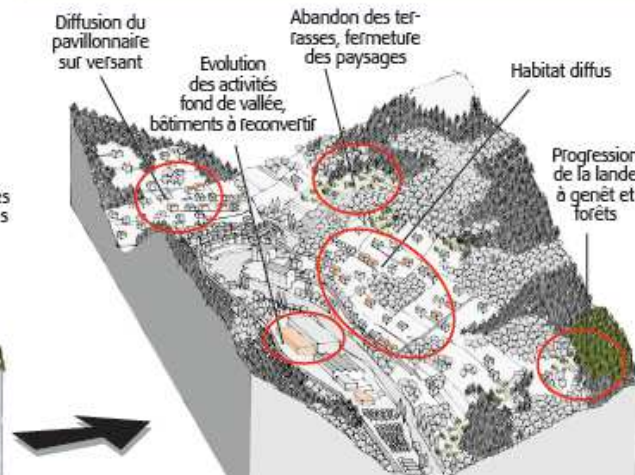 Diffusion du
pavillonnaire
sur versant
Evolution
des activités
fond de vallée,
bâtiments à reconvertir
Abandon des ter-
rasses, fermeture
des paysages
Habitat diffus
Progression
de la lande
à genêt et
forêts